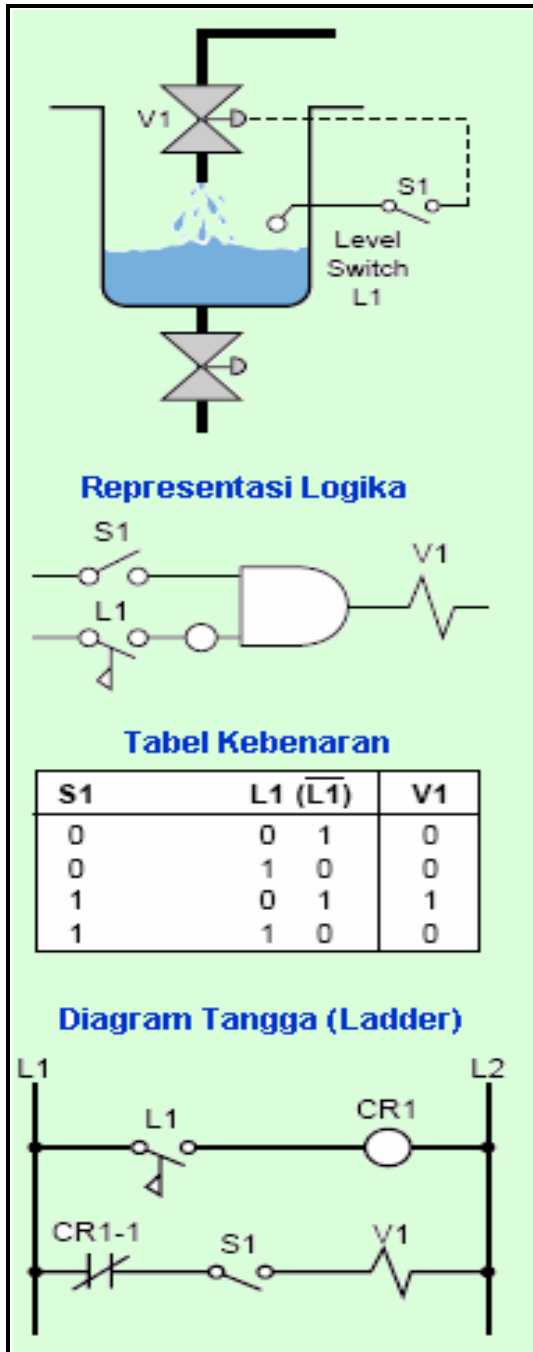 V1
S1
Level
Switch
L1
Representasi Logika
S1
V1
L1
Tabel Kebenaran
S1 L1 (L̅1̅) V1
0 0 1 0
0 1 0 0
1 0 1 1
1 1 0 0
Diagram Tangga (Ladder)
L1 L2
L1 CR1
CR1-1 S1 V1